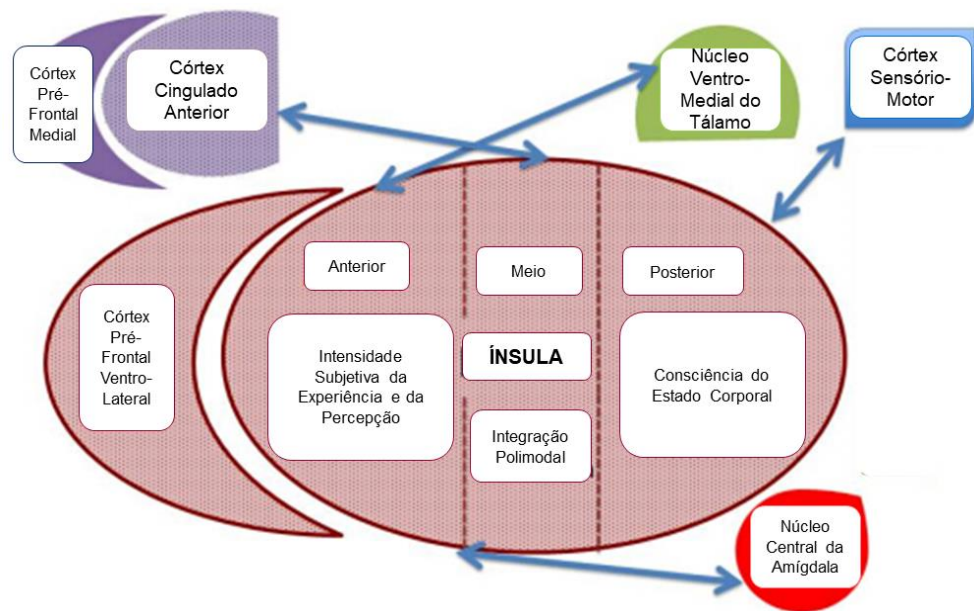 Córtex
Pré-
Frontal
Medial
Córtex
Cingulado
Anterior
Núcleo
Ventro-
Medial do
Tálamo
Córtex
Sensório-
Motor
Anterior
Meio
Posterior
Córtex
Pré-
Frontal
Ventro-
Lateral
Intensidade
Subjetiva da
Experiência e da
Percepção
ÍNSULA
Integração
Polimodal
Consciência do
Estado Corporal
Núcleo
Central da
Amígdala